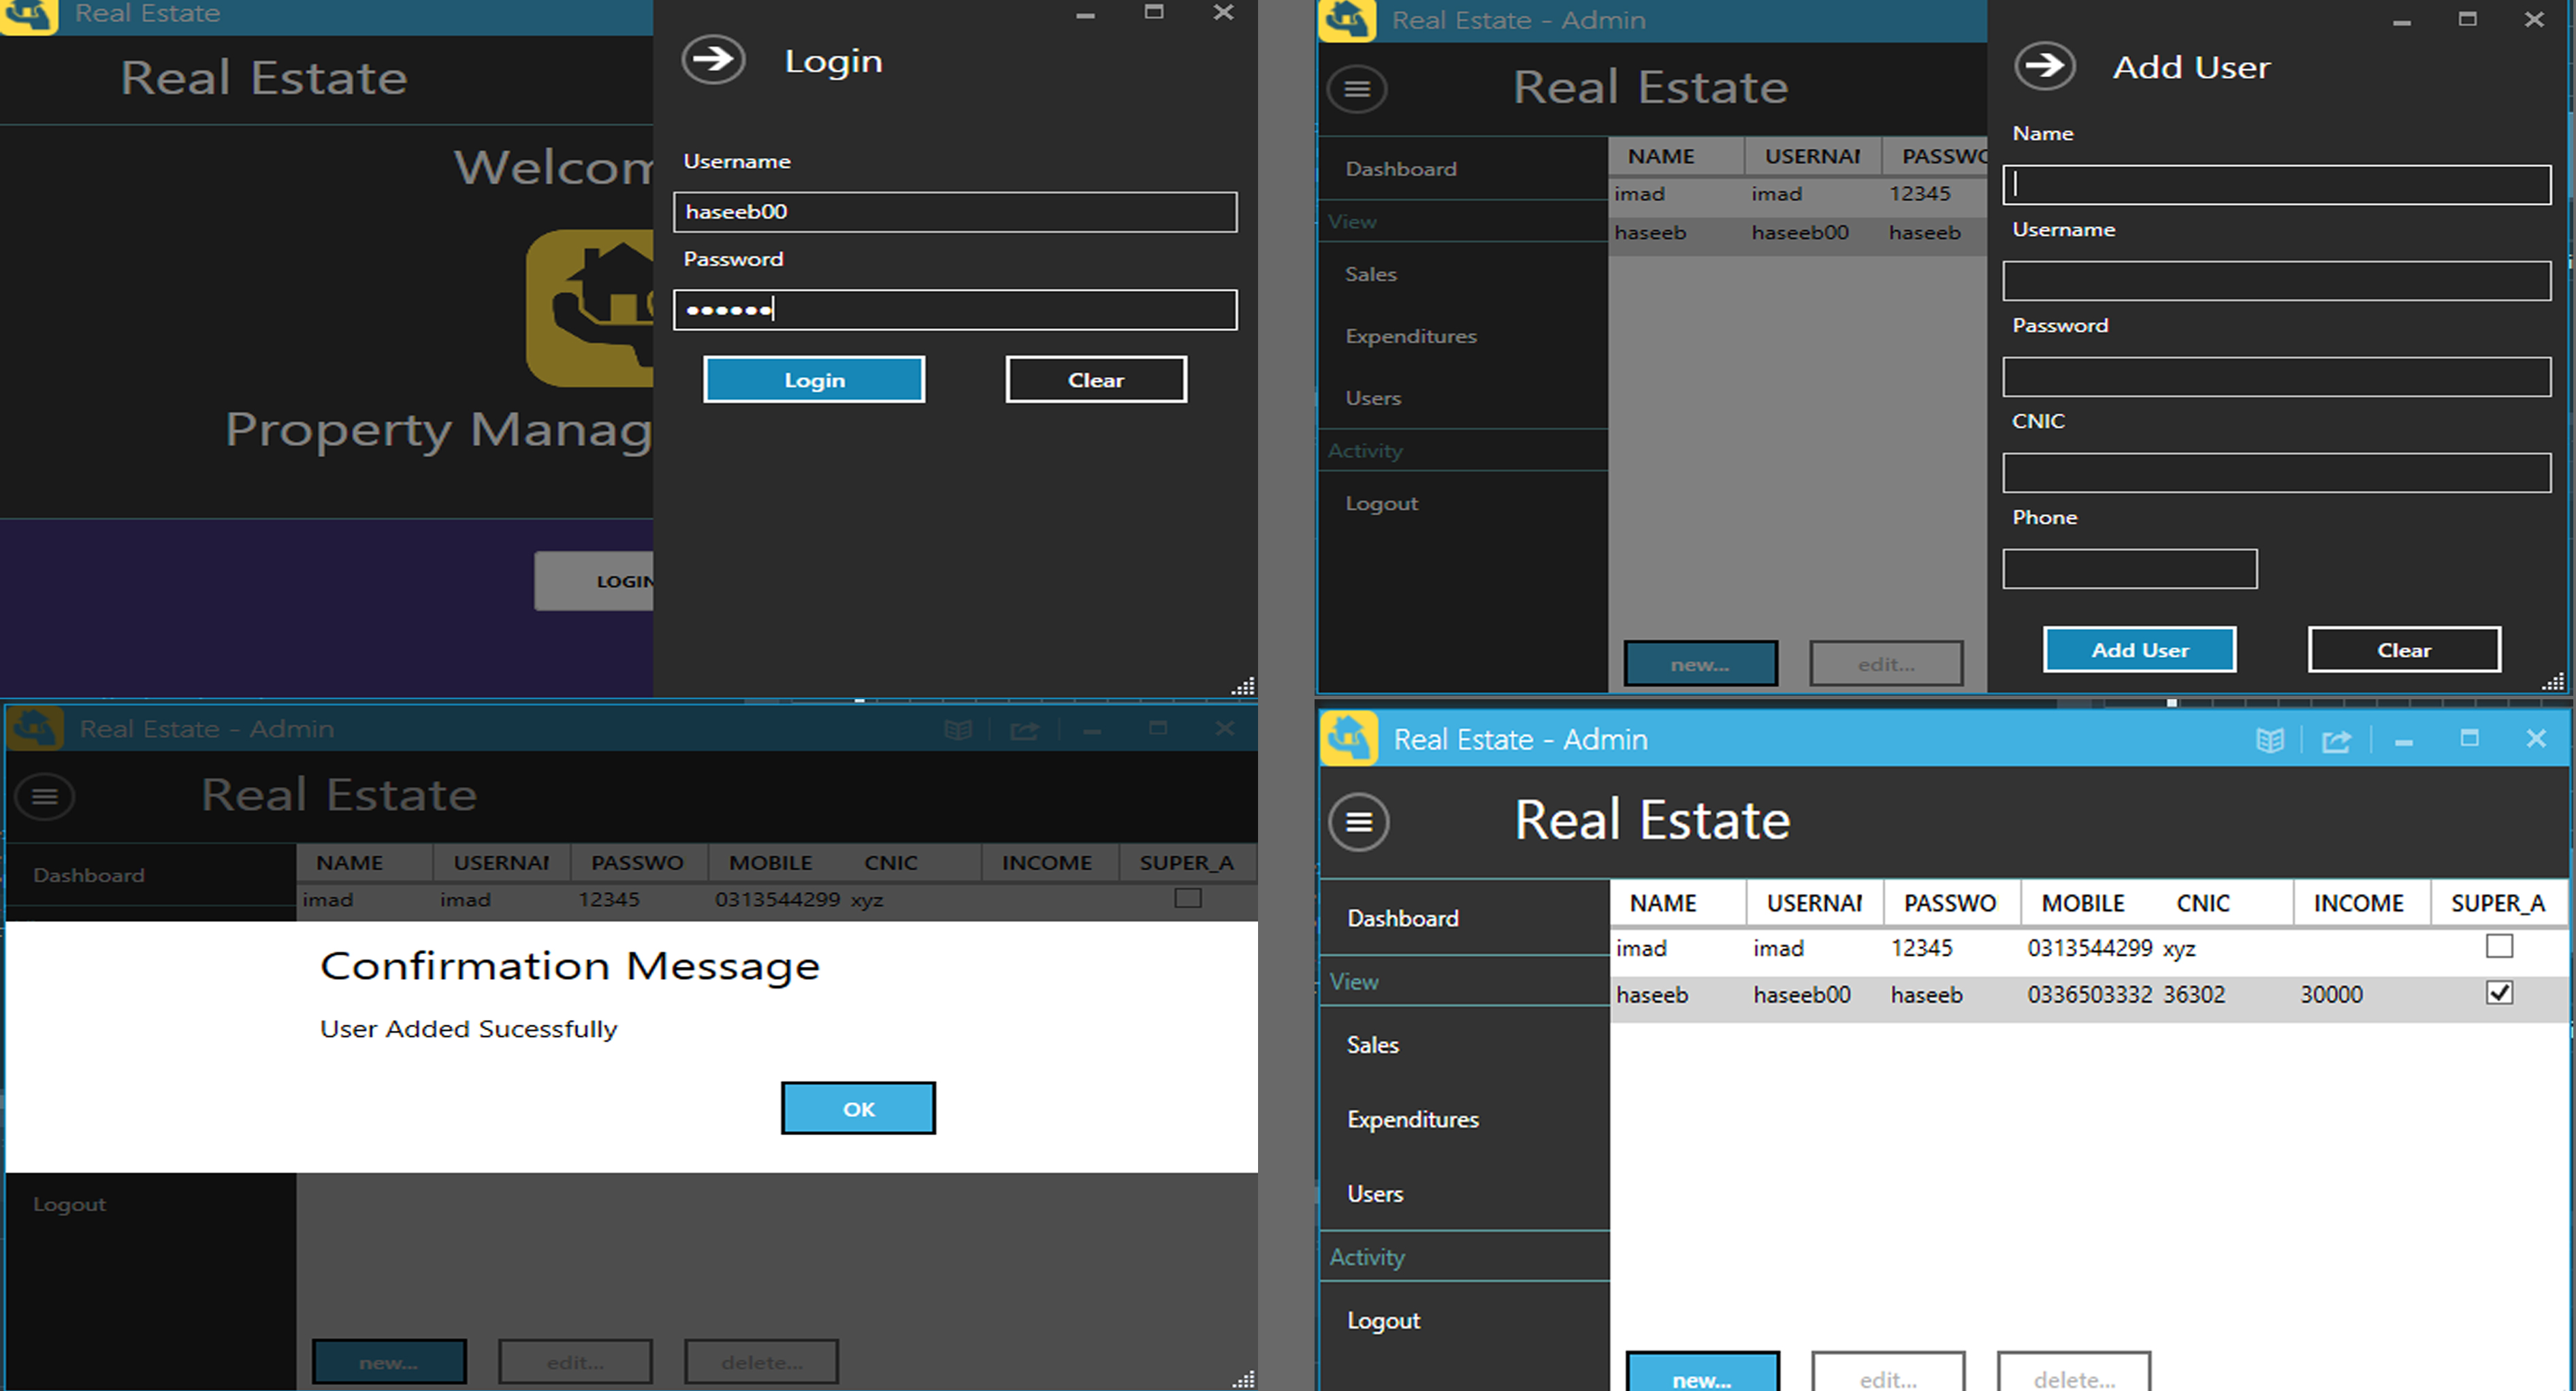 Real Estate
Real Estate
Welcom
Property Manag
LOGIN
Login
Username
haseeb00
Password
Login
Clear
Real Estate - Admin
Real Estate
Dashboard
View
Sales
Expenditures
Users
Activity
Logout
NAME USERNAI PASSWO
imad imad 12345
haseeb haseeb00 haseeb
new... edit...
Add User
Name
Username
Password
CNIC
Phone
Add User
Clear
Real Estate - Admin
Real Estate
Dashboard
NAME USERNAI PASSWO MOBILE CNIC INCOME SUPER_A
imad imad 12345 0313544299 xyz
Confirmation Message
User Added Sucessfully
OK
Logout
new... edit... delete...
Real Estate - Admin
Real Estate
Dashboard
View
Sales
Expenditures
Users
Activity
Logout
NAME USERNAI PASSWO MOBILE CNIC INCOME SUPER_A
imad imad 12345 0313544299 xyz
haseeb haseeb00 haseeb 0336503332 36302 30000
new... edit... delete...